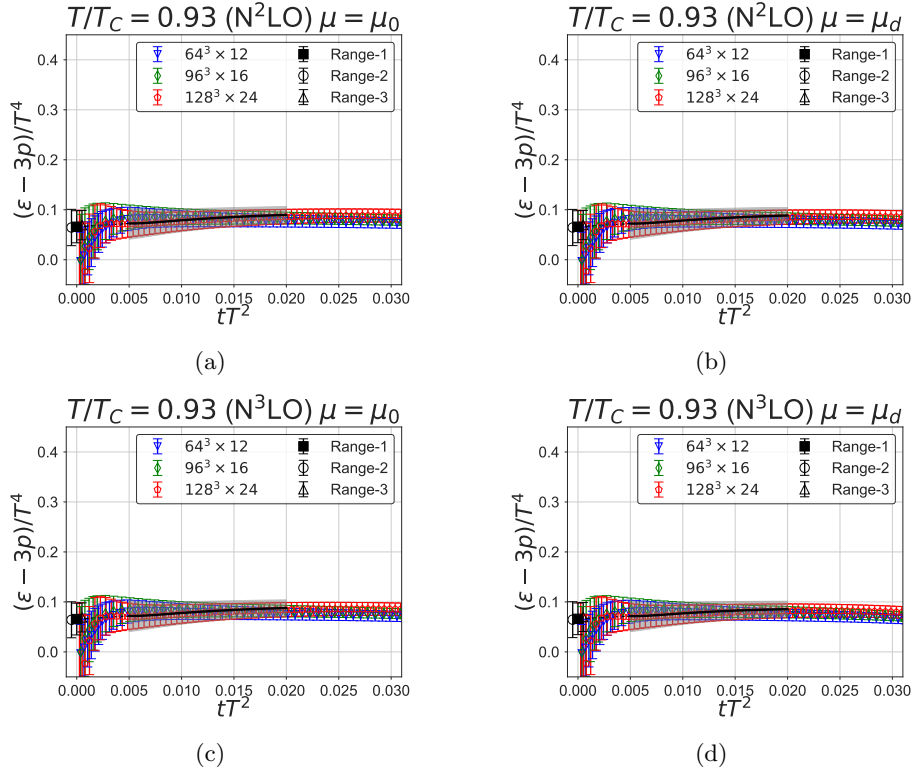 T/T_C = 0.93 (N²LO) μ = μ₀
(ε − 3p)/T⁴
0.4
0.3
0.2
0.1
0.0
64³ × 12
96³ × 16
128³ × 24
Range-1
Range-2
Range-3
0.000 0.005 0.010 0.015 0.020 0.025 0.030
tT²
(a)
T/T_C = 0.93 (N²LO) μ = μ_d
(ε − 3p)/T⁴
0.4
0.3
0.2
0.1
0.0
64³ × 12
96³ × 16
128³ × 24
Range-1
Range-2
Range-3
0.000 0.005 0.010 0.015 0.020 0.025 0.030
tT²
(b)
T/T_C = 0.93 (N³LO) μ = μ₀
(ε − 3p)/T⁴
0.4
0.3
0.2
0.1
0.0
64³ × 12
96³ × 16
128³ × 24
Range-1
Range-2
Range-3
0.000 0.005 0.010 0.015 0.020 0.025 0.030
tT²
(c)
T/T_C = 0.93 (N³LO) μ = μ_d
(ε − 3p)/T⁴
0.4
0.3
0.2
0.1
0.0
64³ × 12
96³ × 16
128³ × 24
Range-1
Range-2
Range-3
0.000 0.005 0.010 0.015 0.020 0.025 0.030
tT²
(d)